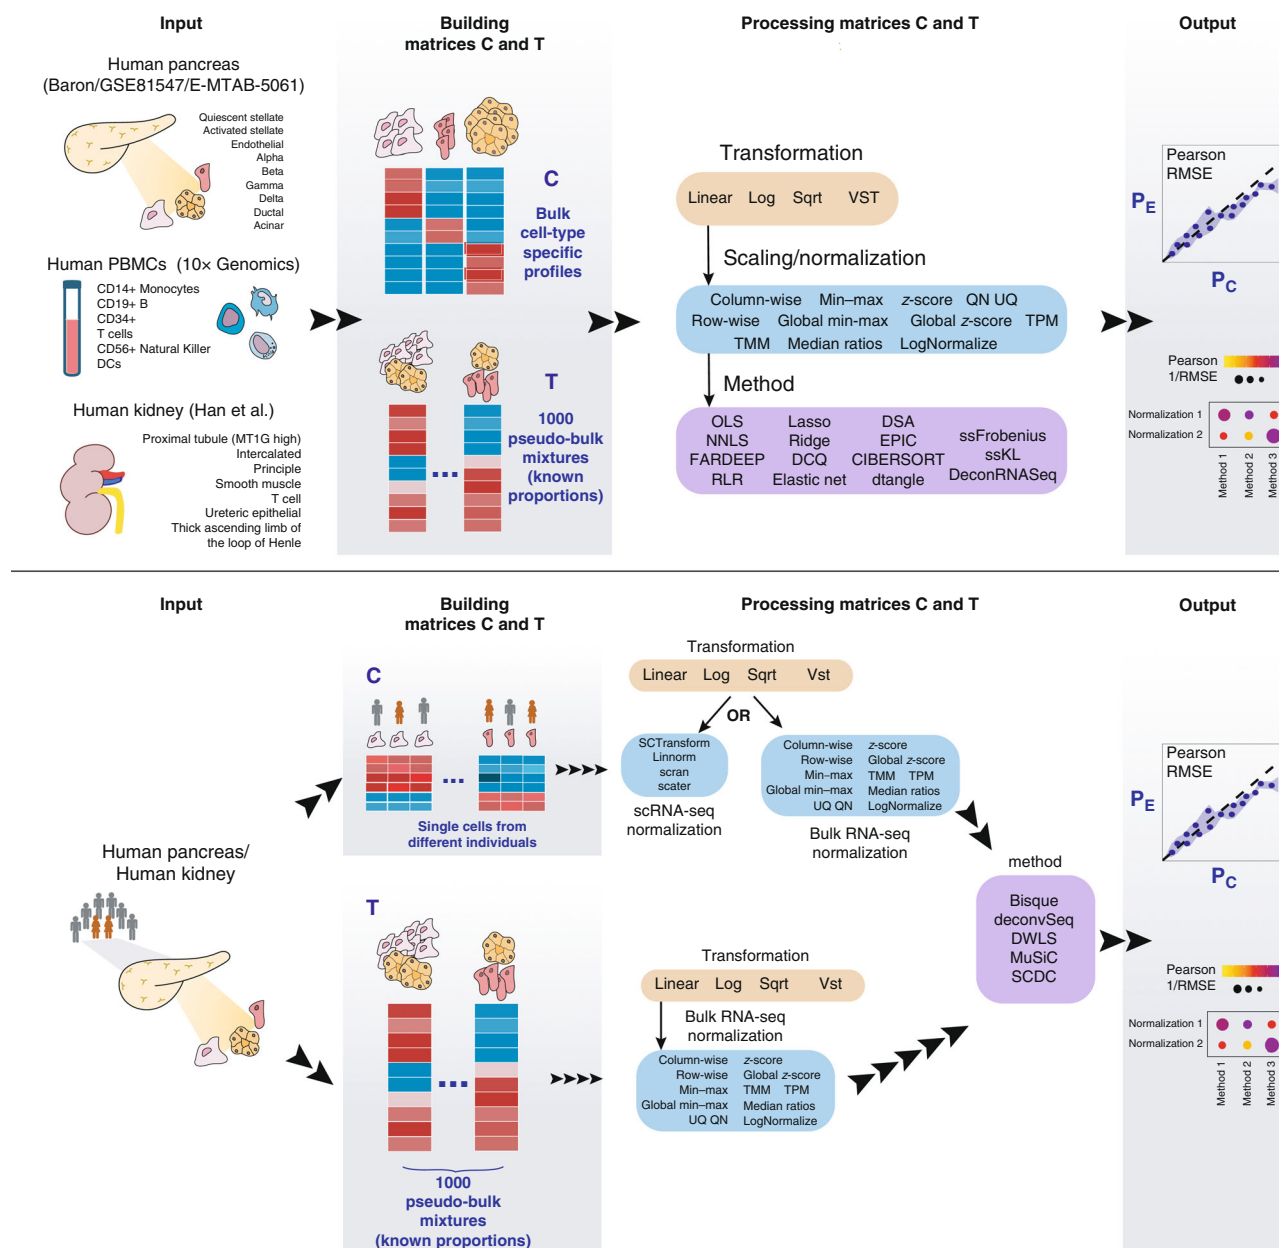 Input
Building
matrices C and T
Processing matrices C and T
Output
Human pancreas
(Baron/GSE81547/E-MTAB-5061)
Quiescent stellate
Activated stellate
Endothelial
Alpha
Beta
Gamma
Delta
Ductal
Acinar
Human PBMCs (10× Genomics)
CD14+ Monocytes
CD19+ B
CD34+
T cells
CD56+ Natural Killer
DCs
Human kidney (Han et al.)
Proximal tubule (MT1G high)
Intercalated
Principle
Smooth muscle
T cell
Ureteric epithelial
Thick ascending limb of
the loop of Henle
C
Bulk
cell-type
specific
profiles
T
1000
pseudo-bulk
mixtures
(known
proportions)
...
Transformation
Linear Log Sqrt VST
Scaling/normalization
Column-wise Min–max z-score QN UQ
Row-wise Global min-max Global z-score TPM
TMM Median ratios LogNormalize
Method
OLS Lasso DSA
NNLS Ridge EPIC ssFrobenius
FARDEEP DCQ CIBERSORT ssKL
RLR Elastic net dtangle DeconRNASeq
Pearson
RMSE
PE
PC
Pearson
1/RMSE
Normalization 1
Normalization 2
Method 1
Method 2
Method 3
Input
Building
matrices C and T
Processing matrices C and T
Output
Human pancreas/
Human kidney
C
...
Single cells from
different individuals
T
...
1000
pseudo-bulk
mixtures
(known proportions)
Transformation
Linear Log Sqrt Vst
OR
SCTransform
Linnorm
scran
scater
scRNA-seq
normalization
Column-wise z-score
Row-wise Global z-score
Min–max TMM TPM
Global min–max Median ratios
UQ QN LogNormalize
Bulk RNA-seq
normalization
Transformation
Linear Log Sqrt Vst
Bulk RNA-seq
normalization
Column-wise z-score
Row-wise Global z-score
Min–max TMM TPM
Global min–max Median ratios
UQ QN LogNormalize
method
Bisque
deconvSeq
DWLS
MuSiC
SCDC
Pearson
RMSE
PE
PC
Pearson
1/RMSE
Normalization 1
Normalization 2
Method 1
Method 2
Method 3